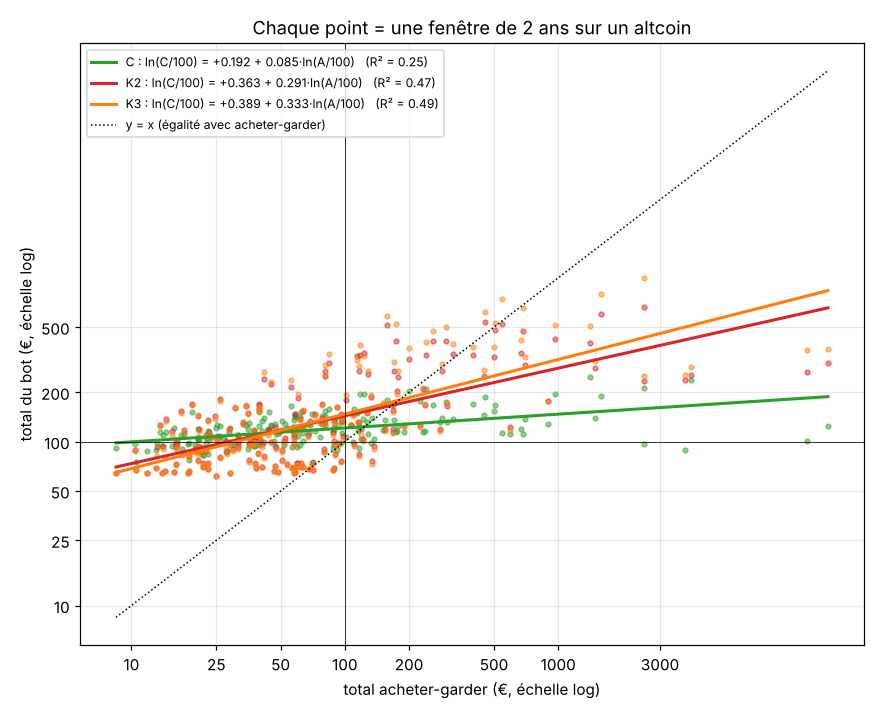 Chaque point = une fenêtre de 2 ans sur un altcoin
C : ln(C/100) = +0.192 + 0.085·ln(A/100) (R² = 0.25)
K2 : ln(C/100) = +0.363 + 0.291·ln(A/100) (R² = 0.47)
K3 : ln(C/100) = +0.389 + 0.333·ln(A/100) (R² = 0.49)
y = x (égalité avec acheter-garder)
total du bot (€, échelle log)
500
200
100
50
25
10
10 25 50 100 200 500 1000 3000
total acheter-garder (€, échelle log)